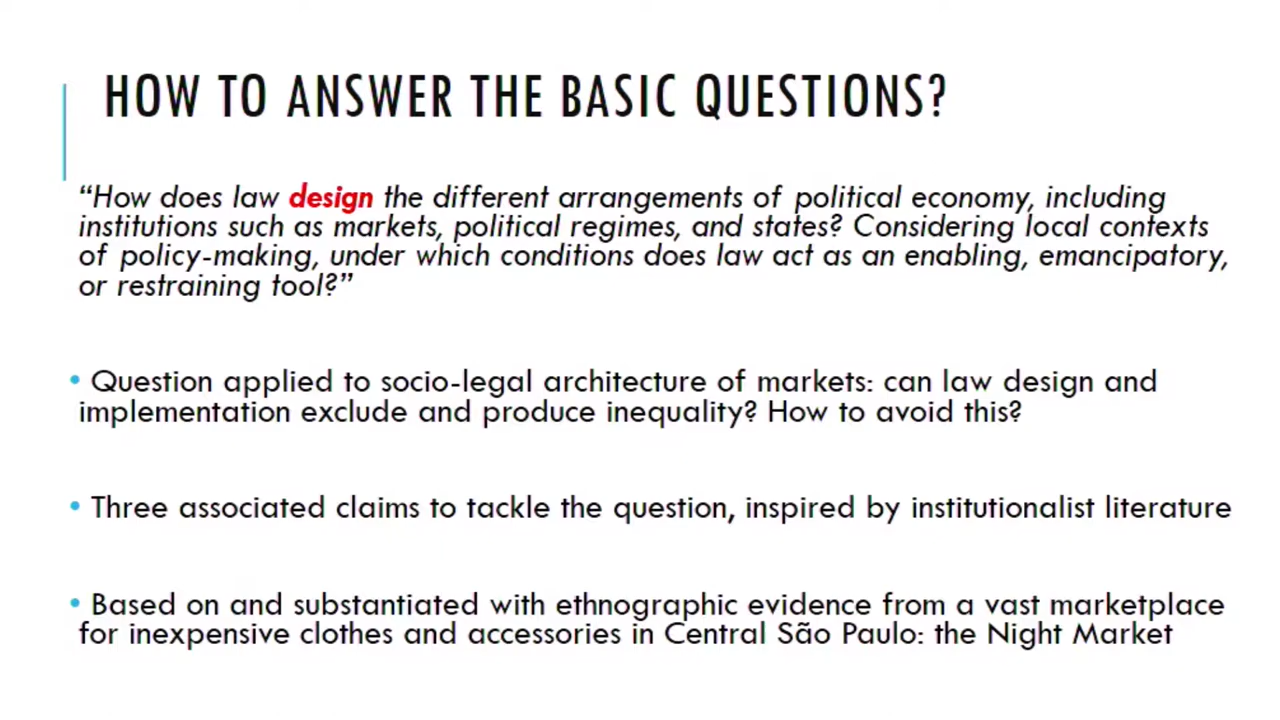 HOW TO ANSWER THE BASIC QUESTIONS?
“How does law design the different arrangements of political economy, including
institutions such as markets, political regimes, and states? Considering local contexts
of policy-making, under which conditions does law act as an enabling, emancipatory,
or restraining tool?”
• Question applied to socio-legal architecture of markets: can law design and
implementation exclude and produce inequality? How to avoid this?
• Three associated claims to tackle the question, inspired by institutionalist literature
• Based on and substantiated with ethnographic evidence from a vast marketplace
for inexpensive clothes and accessories in Central São Paulo: the Night Market